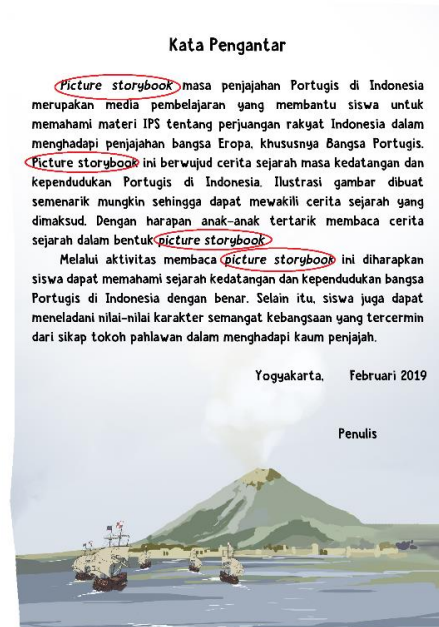 Kata Pengantar
Picture storybook masa penjajahan Portugis di Indonesia
merupakan media pembelajaran yang membantu siswa untuk
memahami materi IPS tentang perjuangan rakyat Indonesia dalam
menghadapi penjajahan bangsa Eropa, khususnya Bangsa Portugis.
Picture storybook ini berwujud cerita sejarah masa kedatangan dan
kependudukan Portugis di Indonesia. Ilustrasi gambar dibuat
semenarik mungkin sehingga dapat mewakili cerita sejarah yang
dimaksud. Dengan harapan anak-anak tertarik membaca cerita
sejarah dalam bentuk picture storybook
Melalui aktivitas membaca picture storybook ini diharapkan
siswa dapat memahami sejarah kedatangan dan kependudukan bangsa
Portugis di Indonesia dengan benar. Selain itu, siswa juga dapat
meneladani nilai-nilai karakter semangat kebangsaan yang tercermin
dari sikap tokoh pahlawan dalam menghadapi kaum penjajah.
Yogyakarta, Februari 2019
Penulis